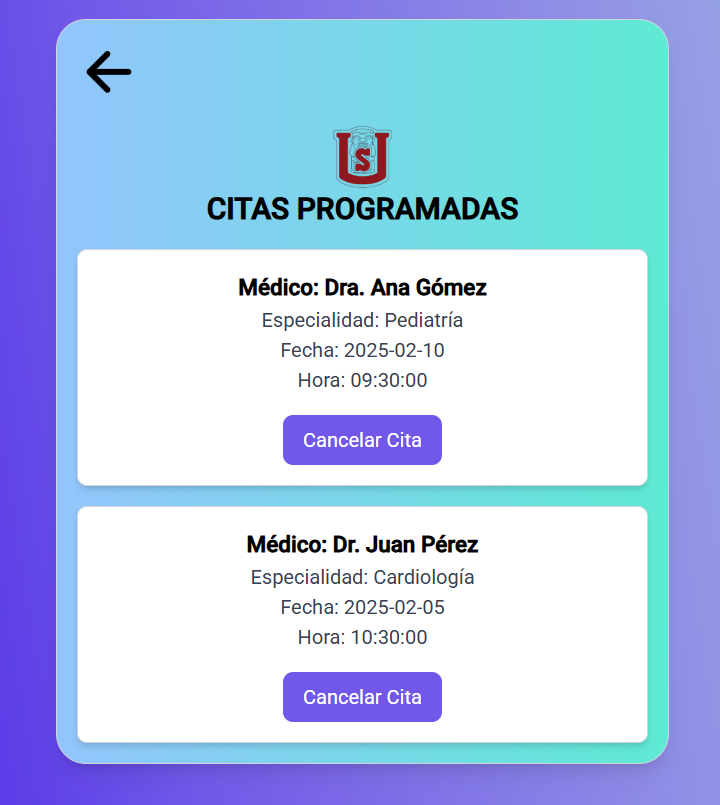 US
CITAS PROGRAMADAS
Médico: Dra. Ana Gómez
Especialidad: Pediatría
Fecha: 2025-02-10
Hora: 09:30:00
Cancelar Cita
Médico: Dr. Juan Pérez
Especialidad: Cardiología
Fecha: 2025-02-05
Hora: 10:30:00
Cancelar Cita